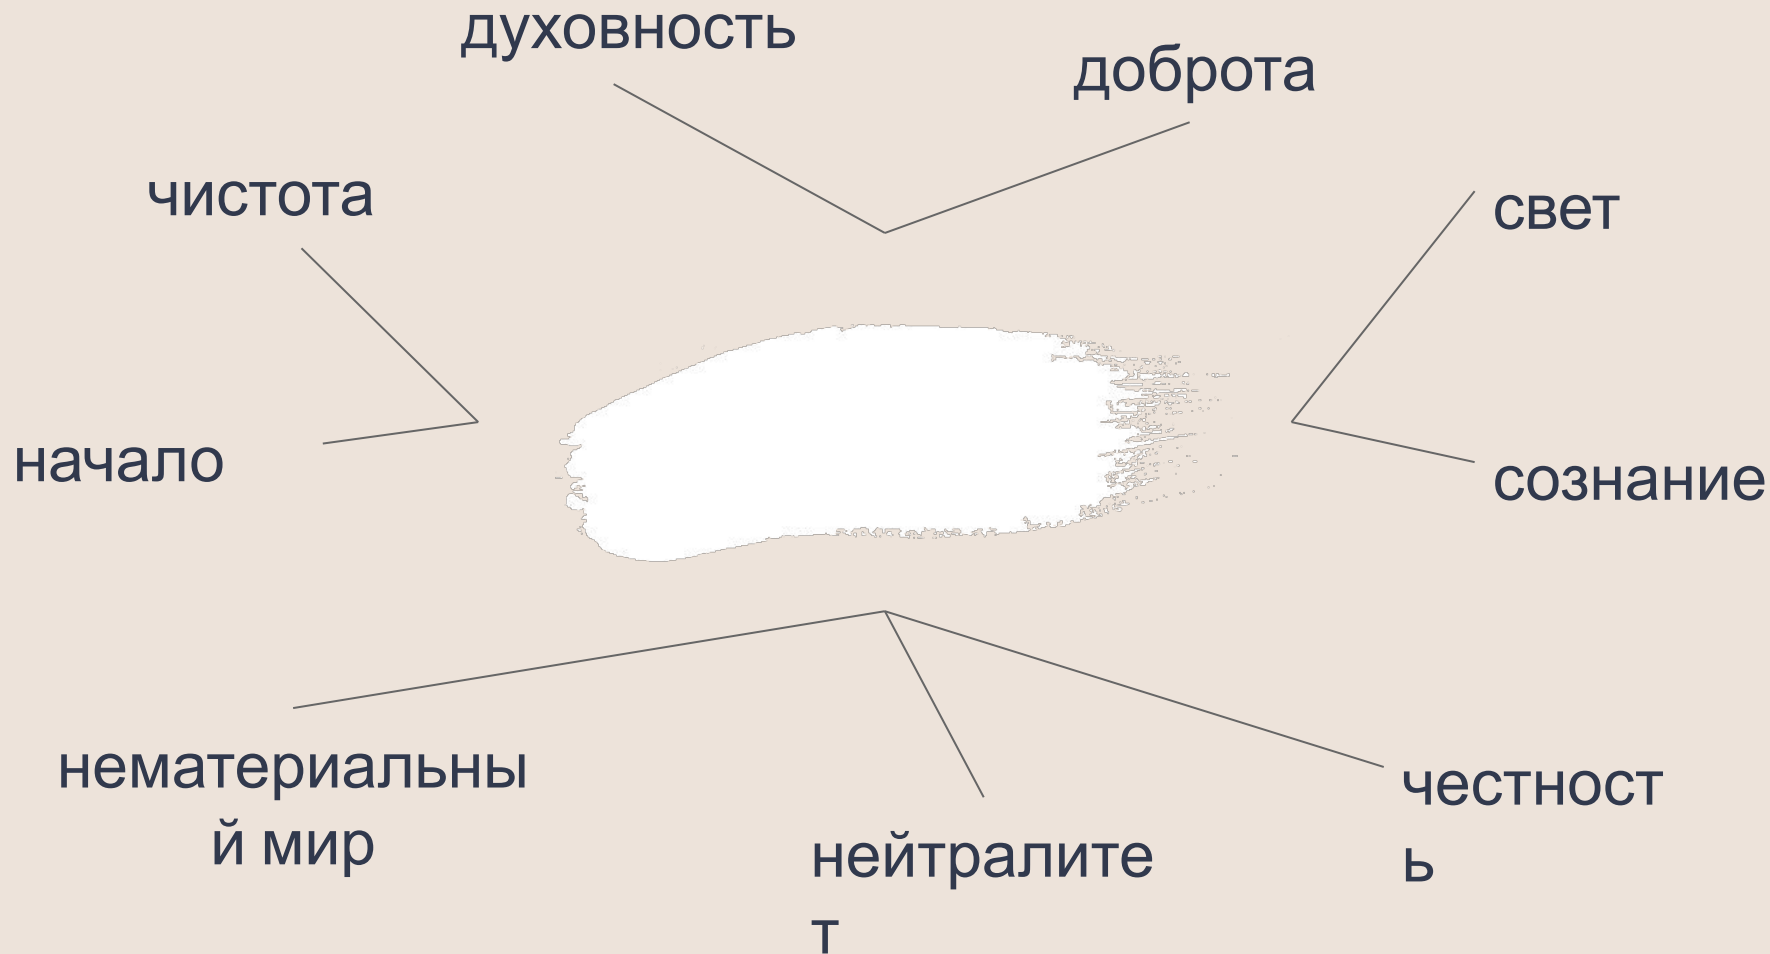 духовность
доброта
чистота
свет
начало
сознание
нематериальны
й мир
честност
ь
нейтралите
т